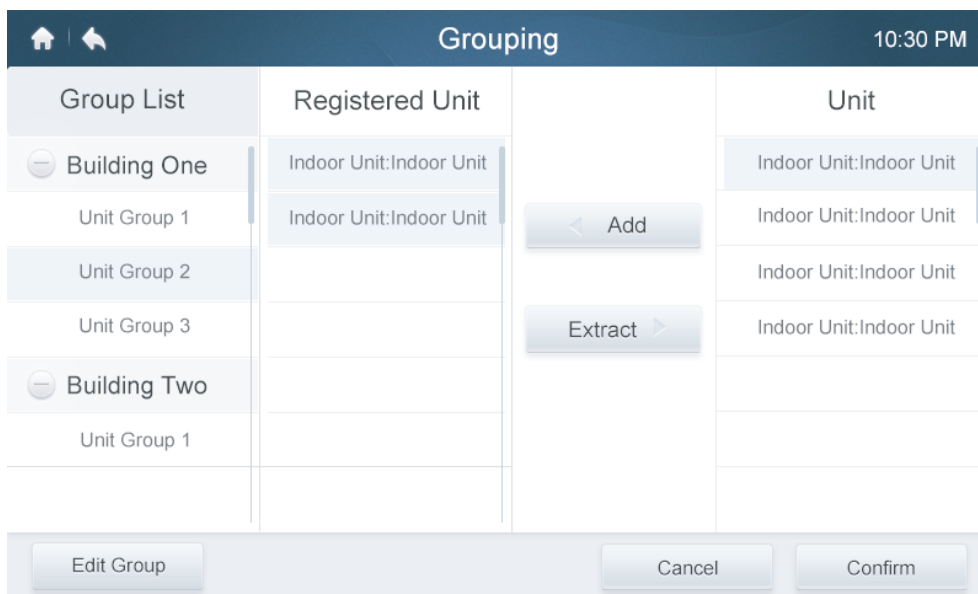 Grouping
10:30 PM
Group List
Registered Unit
Unit
Building One
Unit Group 1
Unit Group 2
Unit Group 3
Building Two
Unit Group 1
Indoor Unit:Indoor Unit
Indoor Unit:Indoor Unit
Add
Extract
Indoor Unit:Indoor Unit
Indoor Unit:Indoor Unit
Indoor Unit:Indoor Unit
Indoor Unit:Indoor Unit
Edit Group
Cancel
Confirm